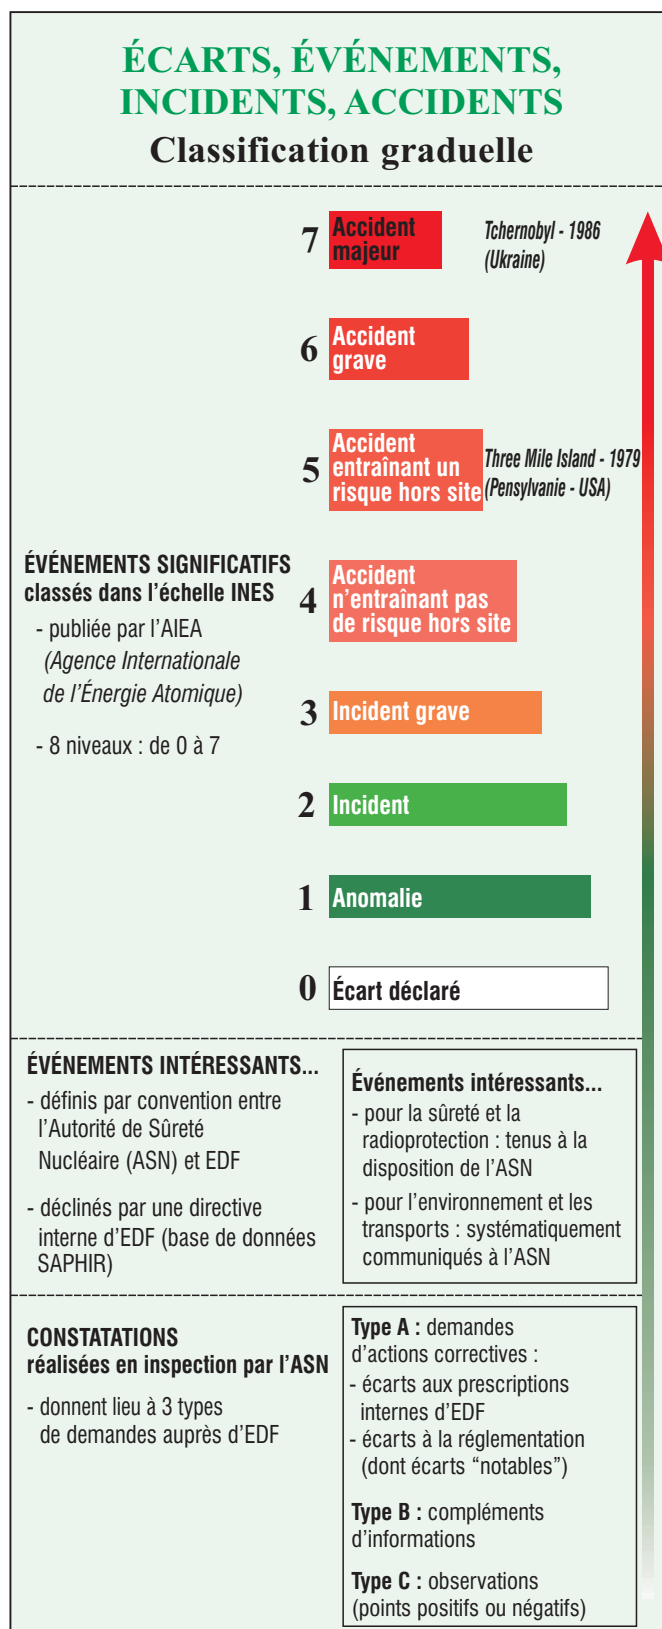 ÉCARTS, ÉVÉNEMENTS,
INCIDENTS, ACCIDENTS
Classification graduelle
7 Accident
majeur
Tchernobyl - 1986
(Ukraine)
6 Accident
grave
5 Accident
entraînant un
risque hors site
Three Mile Island - 1979
(Pensylvanie - USA)
ÉVÉNEMENTS SIGNIFICATIFS
classés dans l’échelle INES
- publiée par l’AIEA
(Agence Internationale
de l’Énergie Atomique)
- 8 niveaux : de 0 à 7
4 Accident
n’entraînant pas
de risque hors site
3 Incident grave
2 Incident
1 Anomalie
0 Écart déclaré
ÉVÉNEMENTS INTÉRESSANTS...
- définis par convention entre
l’Autorité de Sûreté
Nucléaire (ASN) et EDF
- déclinés par une directive
interne d’EDF (base de données
SAPHIR)
Événements intéressants...
- pour la sûreté et la
radioprotection : tenus à la
disposition de l’ASN
- pour l’environnement et les
transports : systématiquement
communiqués à l’ASN
CONSTATATIONS
réalisées en inspection par l’ASN
- donnent lieu à 3 types
de demandes auprès d’EDF
Type A : demandes
d’actions correctives :
- écarts aux prescriptions
internes d’EDF
- écarts à la réglementation
(dont écarts “notables”)
Type B : compléments
d’informations
Type C : observations
(points positifs ou négatifs)